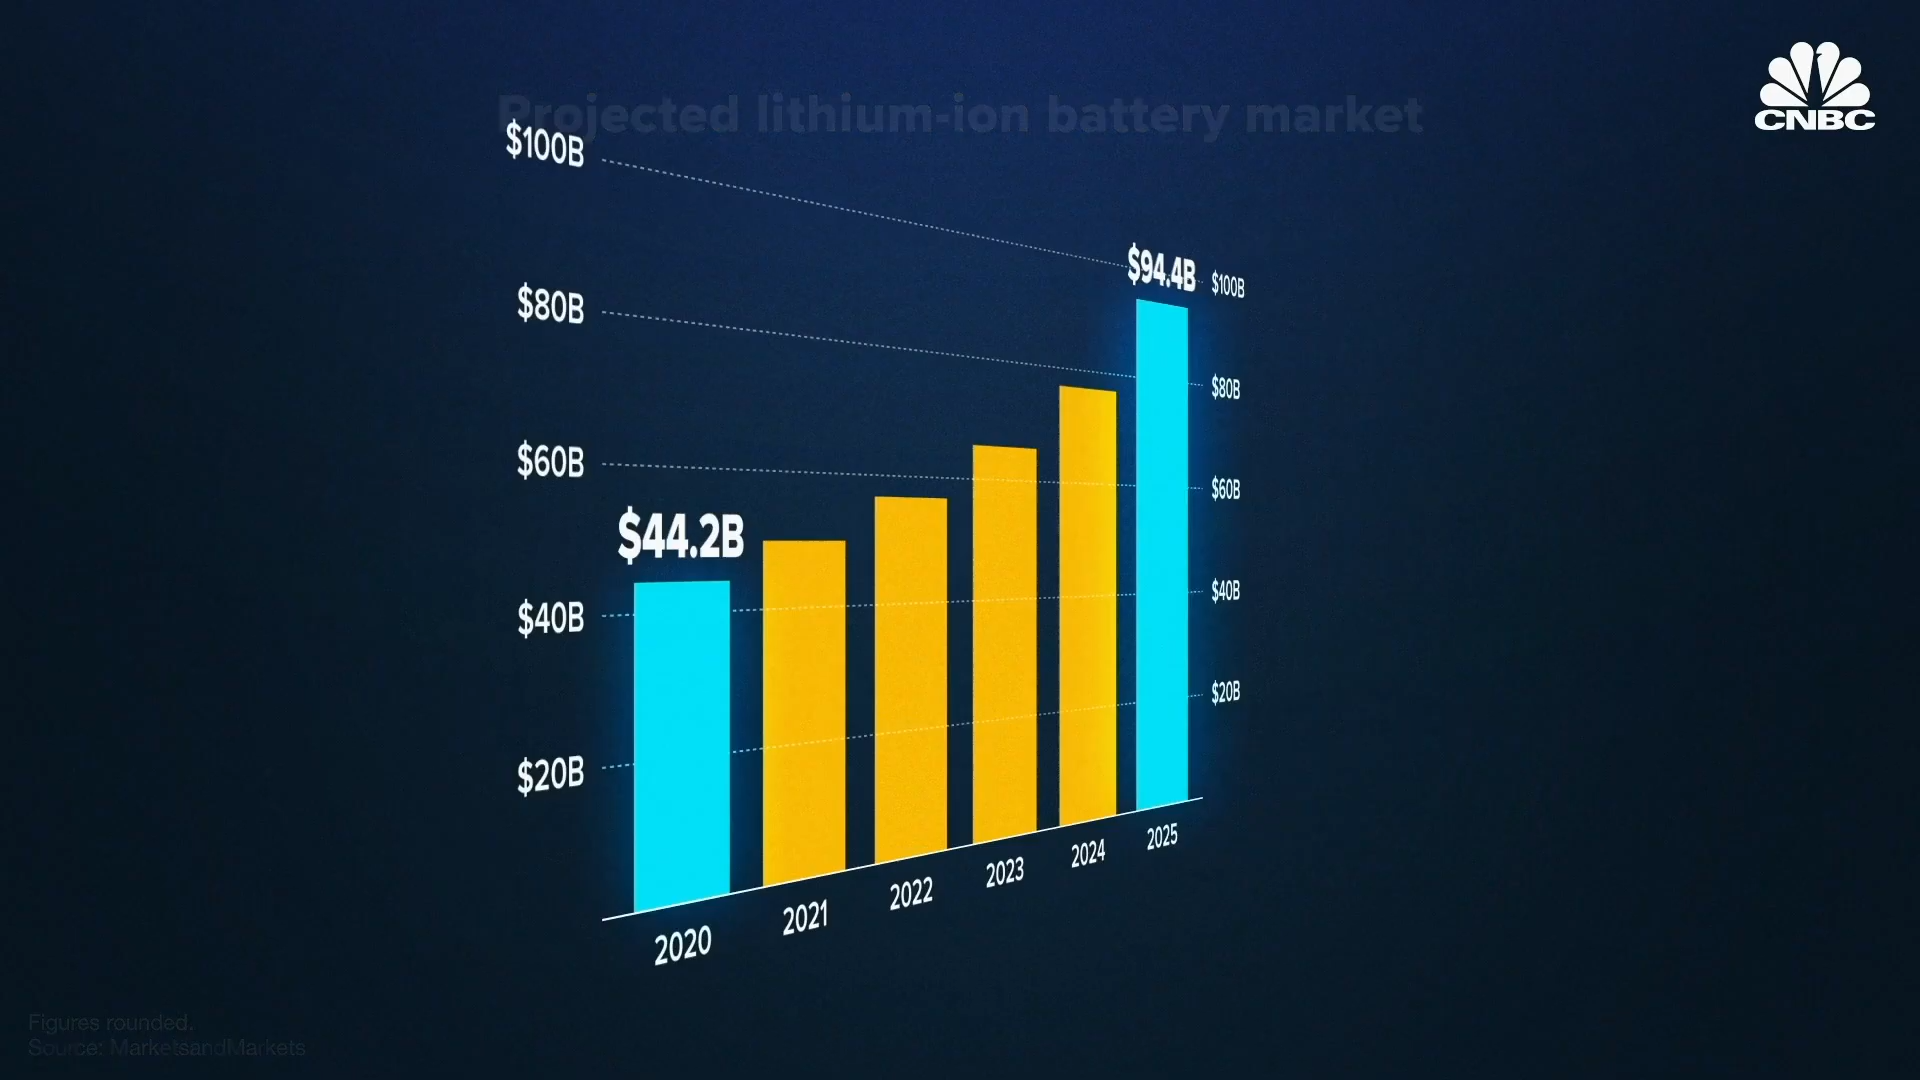 Projected lithium-ion battery market
CNBC
$100B
$94.4B
$100B
$80B
$80B
$60B
$60B
$44.2B
$40B
$40B
$20B
$20B
2020
2021
2022
2023
2024
2025
Figures rounded.
Source: MarketsandMarkets